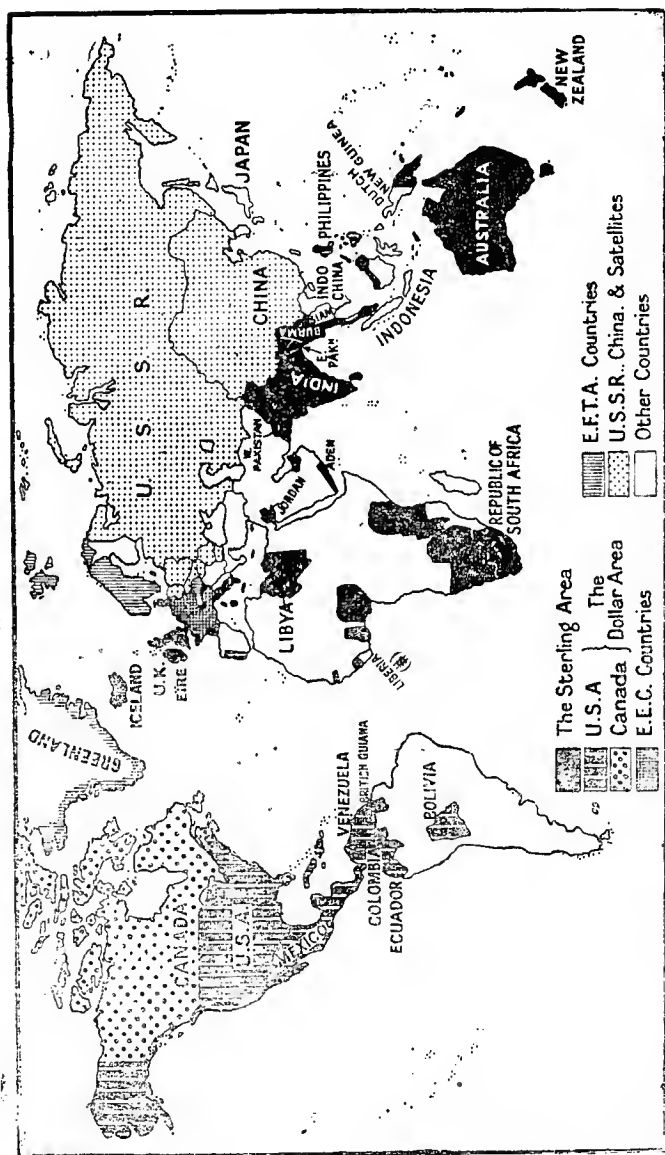 GREENLAND
ICELAND
U.K.
EIRE
U. S. S. R.
CANADA
U.S.A.
MEXICO
VENEZUELA
BRITISH GUIANA
COLOMBIA
ECUADOR
BOLIVIA
LIBYA
LIBERIA
(#)
JORDAN
ADEN
W.
PAKISTAN
INDIA
E.
PAKN
BURMA
SIAM
CHINA
INDO
CHINA
JAPAN
PHILIPPINES
DUTCH
NEW GUINEA
INDONESIA
AUSTRALIA
NEW
ZEALAND
REPUBLIC OF
SOUTH AFRICA
The Sterling Area
U.S.A } The
Canada } Dollar Area
E.E.C. Countries
E.F.T.A. Countries
U.S.S.R., China. & Satellites
Other Countries